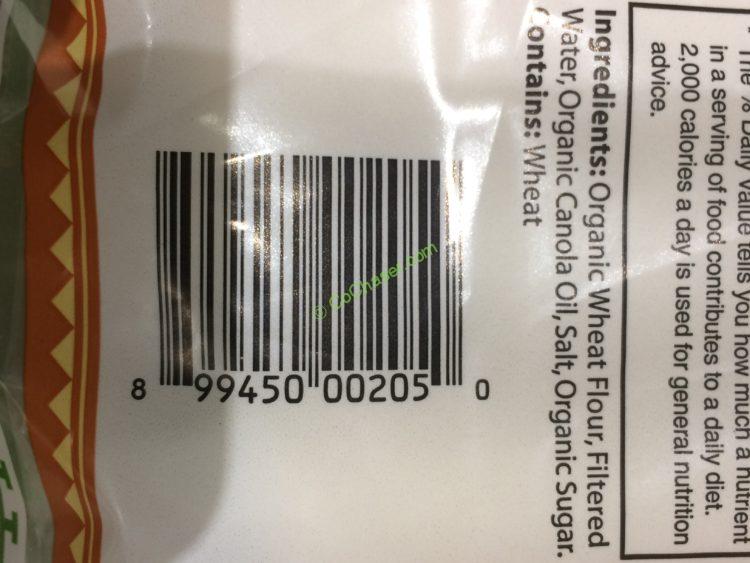 The % Daily Value tells you how much a nutrient
in a serving of food contributes to a daily diet.
2,000 calories a day is used for general nutrition
advice.
Ingredients: Organic Wheat Flour, Filtered
Water, Organic Canola Oil, Salt, Organic Sugar.
Contains: Wheat
8 99450 00205 0
© CoChaser.com